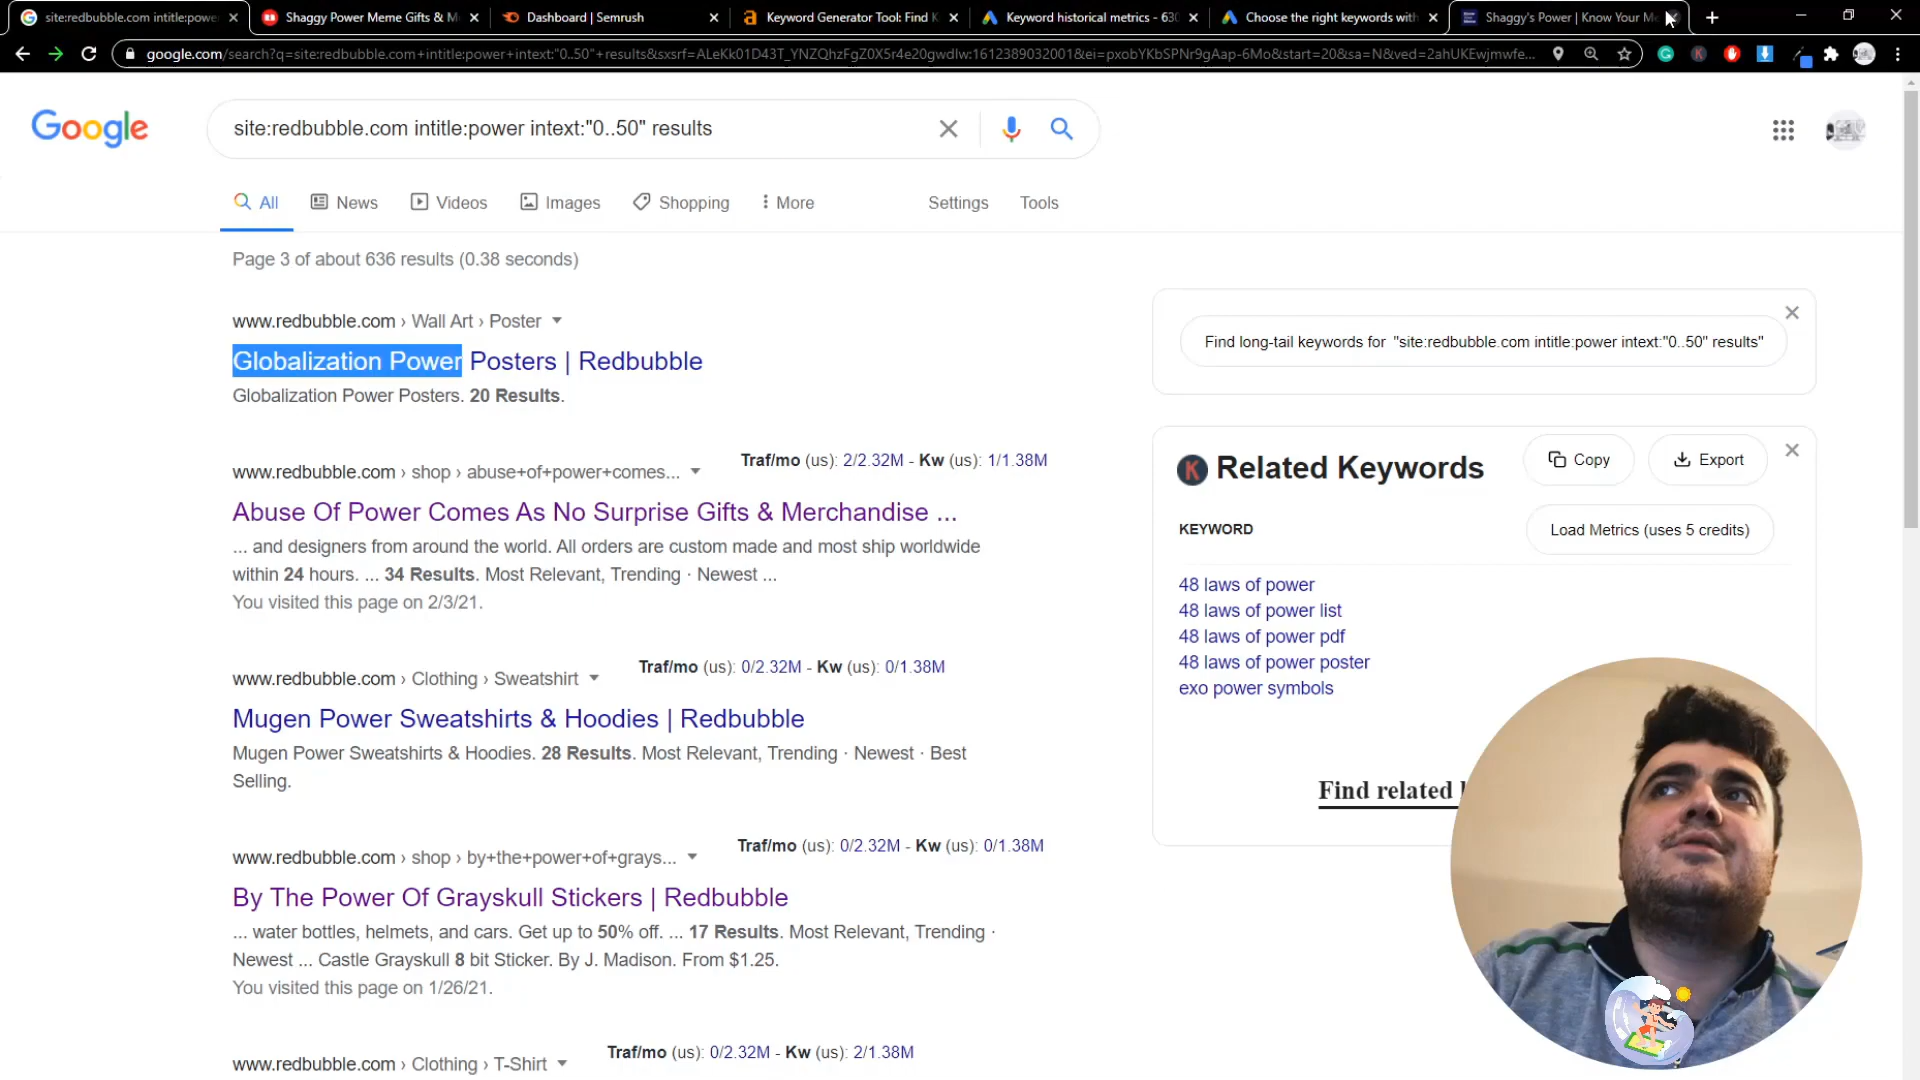 site:redbubble.com intitle:powe
Shaggy Power Meme Gifts & M
Dashboard | Semrush
Keyword Generator Tool: Find K
Keyword historical metrics - 630
Choose the right keywords with
Shaggy's Power | Know Your M
google.com/search?q=site:redbubble.com+intitle:power+intext:"0..50"+results&sxsrf=ALeKk01D43T_YNZQhzFgZ0X5r4e20gwdIw:1612389032001&ei=pxobYKbSPNr9gAap-6Mo&start=20&sa=N&ved=2ahUKEwjmwfe...
Google
site:redbubble.com intitle:power intext:"0..50" results
All
News
Videos
Images
Shopping
More
Settings
Tools
Page 3 of about 636 results (0.38 seconds)
www.redbubble.com › Wall Art › Poster
Globalization Power Posters | Redbubble
Globalization Power Posters. 20 Results.
www.redbubble.com › shop › abuse+of+power+comes...
Traf/mo (us): 2/2.32M - Kw (us): 1/1.38M
Abuse Of Power Comes As No Surprise Gifts & Merchandise ...
... and designers from around the world. All orders are custom made and most ship worldwide
within 24 hours. ... 34 Results. Most Relevant, Trending · Newest ...
You visited this page on 2/3/21.
www.redbubble.com › Clothing › Sweatshirt
Traf/mo (us): 0/2.32M - Kw (us): 0/1.38M
Mugen Power Sweatshirts & Hoodies | Redbubble
Mugen Power Sweatshirts & Hoodies. 28 Results. Most Relevant, Trending · Newest · Best
Selling.
www.redbubble.com › shop › by+the+power+of+grays...
Traf/mo (us): 0/2.32M - Kw (us): 0/1.38M
By The Power Of Grayskull Stickers | Redbubble
... water bottles, helmets, and cars. Get up to 50% off. ... 17 Results. Most Relevant, Trending ·
Newest ... Castle Grayskull 8 bit Sticker. By J. Madison. From $1.25.
You visited this page on 1/26/21.
www.redbubble.com › Clothing › T-Shirt
Traf/mo (us): 0/2.32M - Kw (us): 2/1.38M
Find long-tail keywords for "site:redbubble.com intitle:power intext:"0..50" results"
K
Related Keywords
Copy
Export
KEYWORD
Load Metrics (uses 5 credits)
48 laws of power
48 laws of power list
48 laws of power pdf
48 laws of power poster
exo power symbols
Find related